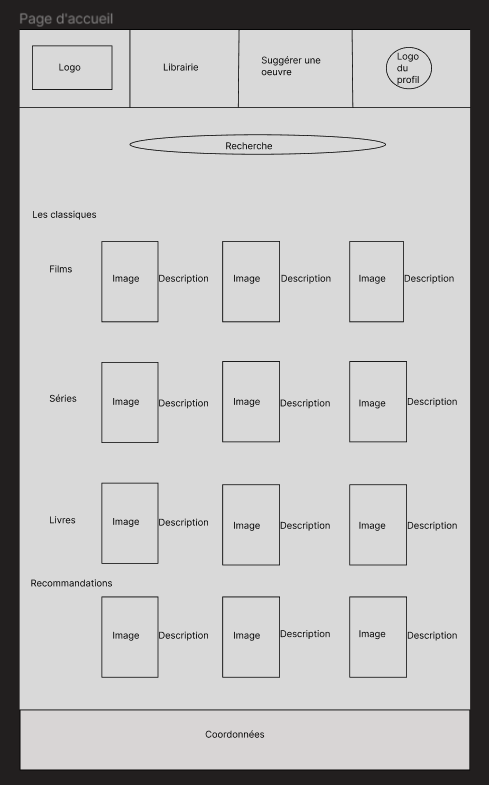 Page d'accueil
Logo
Librairie
Suggérer une
oeuvre
Logo
du
profil
Recherche
Les classiques
Films
Image
Description
Image
Description
Image
Description
Séries
Image
Description
Image
Description
Image
Description
Livres
Image
Description
Image
Description
Image
Description
Recommandations
Image
Description
Image
Description
Image
Description
Coordonnées